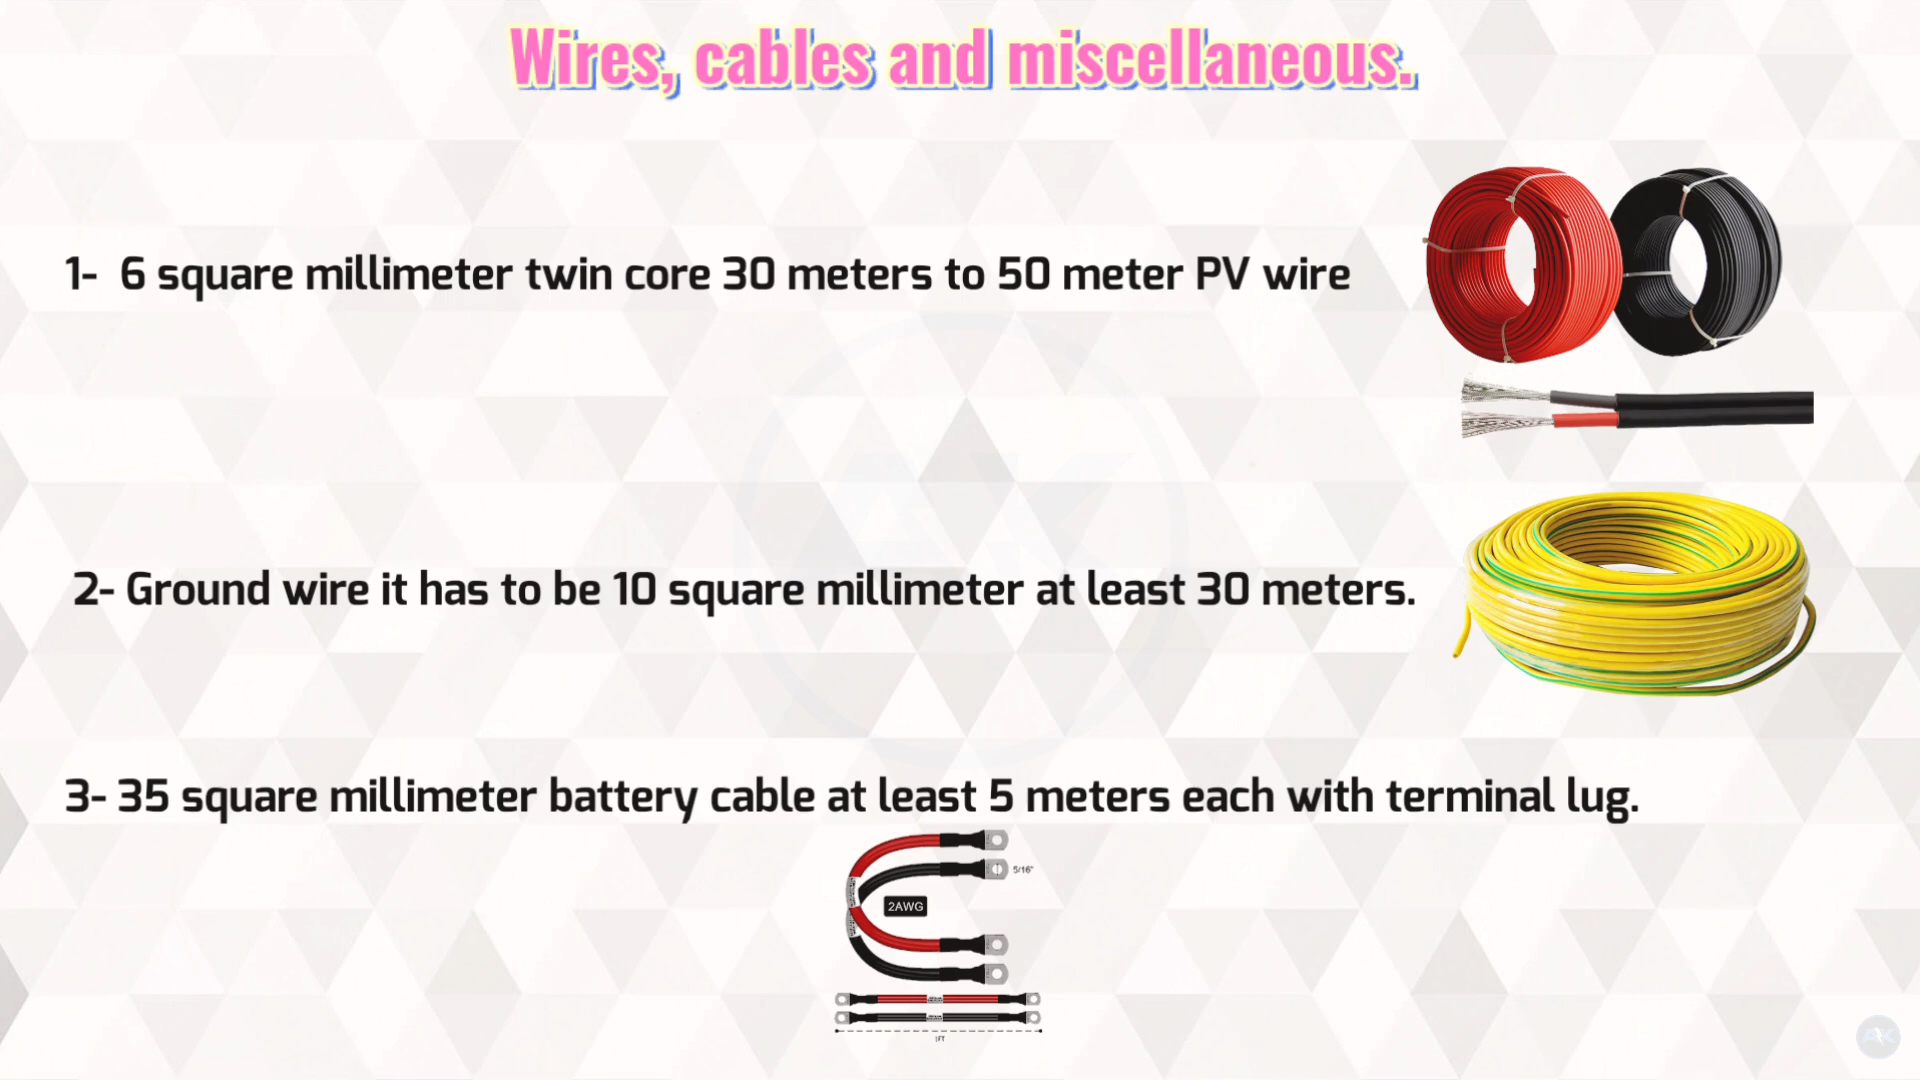 Wires, cables and miscellaneous.
1- 6 square millimeter twin core 30 meters to 50 meter PV wire
2- Ground wire it has to be 10 square millimeter at least 30 meters.
3- 35 square millimeter battery cable at least 5 meters each with terminal lug.
5/16"
2AWG
1FT